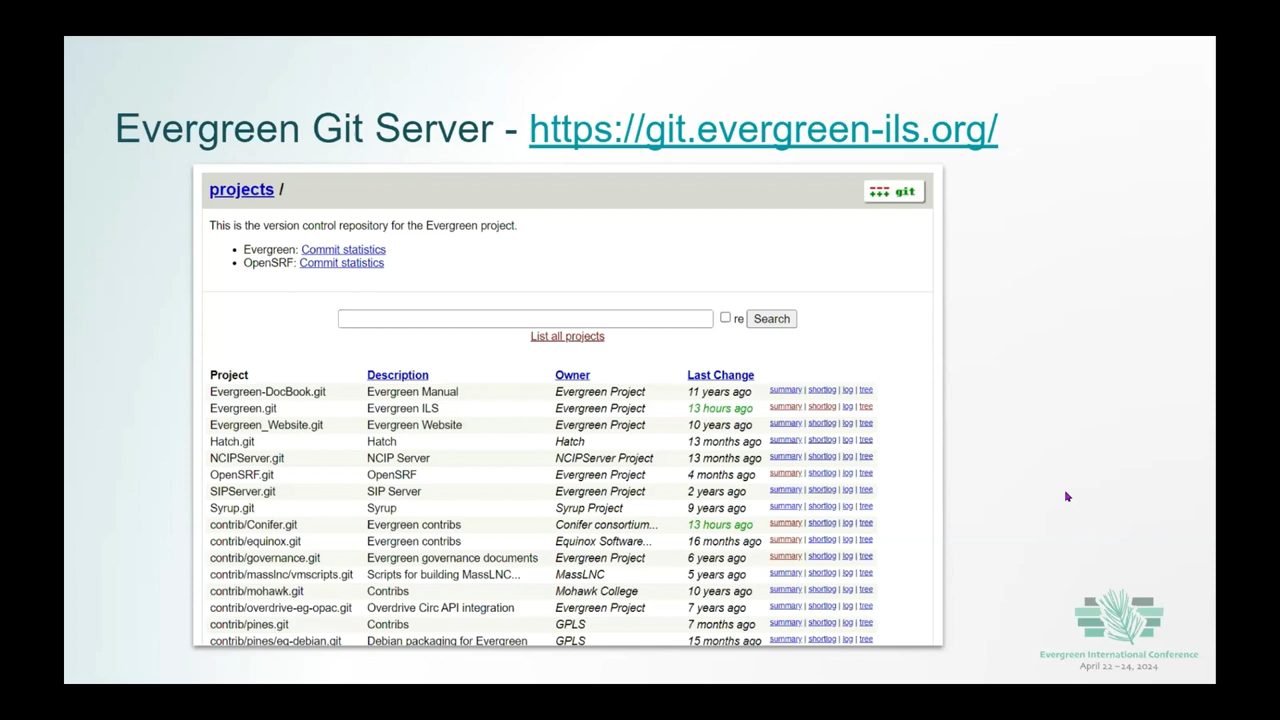 Evergreen Git Server - https://git.evergreen-ils.org/
projects /
git
This is the version control repository for the Evergreen project.
• Evergreen: Commit statistics
• OpenSRF: Commit statistics
re Search
List all projects
Project Description Owner Last Change
Evergreen-DocBook.git Evergreen Manual Evergreen Project 11 years ago summary | shortlog | log | tree
Evergreen.git Evergreen ILS Evergreen Project 13 hours ago summary | shortlog | log | tree
Evergreen_Website.git Evergreen Website Evergreen Project 10 years ago summary | shortlog | log | tree
Hatch.git Hatch Hatch 13 months ago summary | shortlog | log | tree
NCIPServer.git NCIP Server NCIPServer Project 13 months ago summary | shortlog | log | tree
OpenSRF.git OpenSRF Evergreen Project 4 months ago summary | shortlog | log | tree
SIPServer.git SIP Server Evergreen Project 2 years ago summary | shortlog | log | tree
Syrup.git Syrup Syrup Project 9 years ago summary | shortlog | log | tree
contrib/Conifer.git Evergreen contribs Conifer consortium... 13 hours ago summary | shortlog | log | tree
contrib/equinox.git Evergreen contribs Equinox Software... 16 months ago summary | shortlog | log | tree
contrib/governance.git Evergreen governance documents Evergreen Project 6 years ago summary | shortlog | log | tree
contrib/masslnc/vmscripts.git Scripts for building MassLNC... MassLNC 5 years ago summary | shortlog | log | tree
contrib/mohawk.git Contribs Mohawk College 10 years ago summary | shortlog | log | tree
contrib/overdrive-eg-opac.git Overdrive Circ API integration Evergreen Project 7 years ago summary | shortlog | log | tree
contrib/pines.git Contribs GPLS 7 months ago summary | shortlog | log | tree
contrib/pines/eg-debian.git Debian packaging for Evergreen GPLS 15 months ago summary | shortlog | log | tree
Evergreen International Conference
April 22 –24, 2024